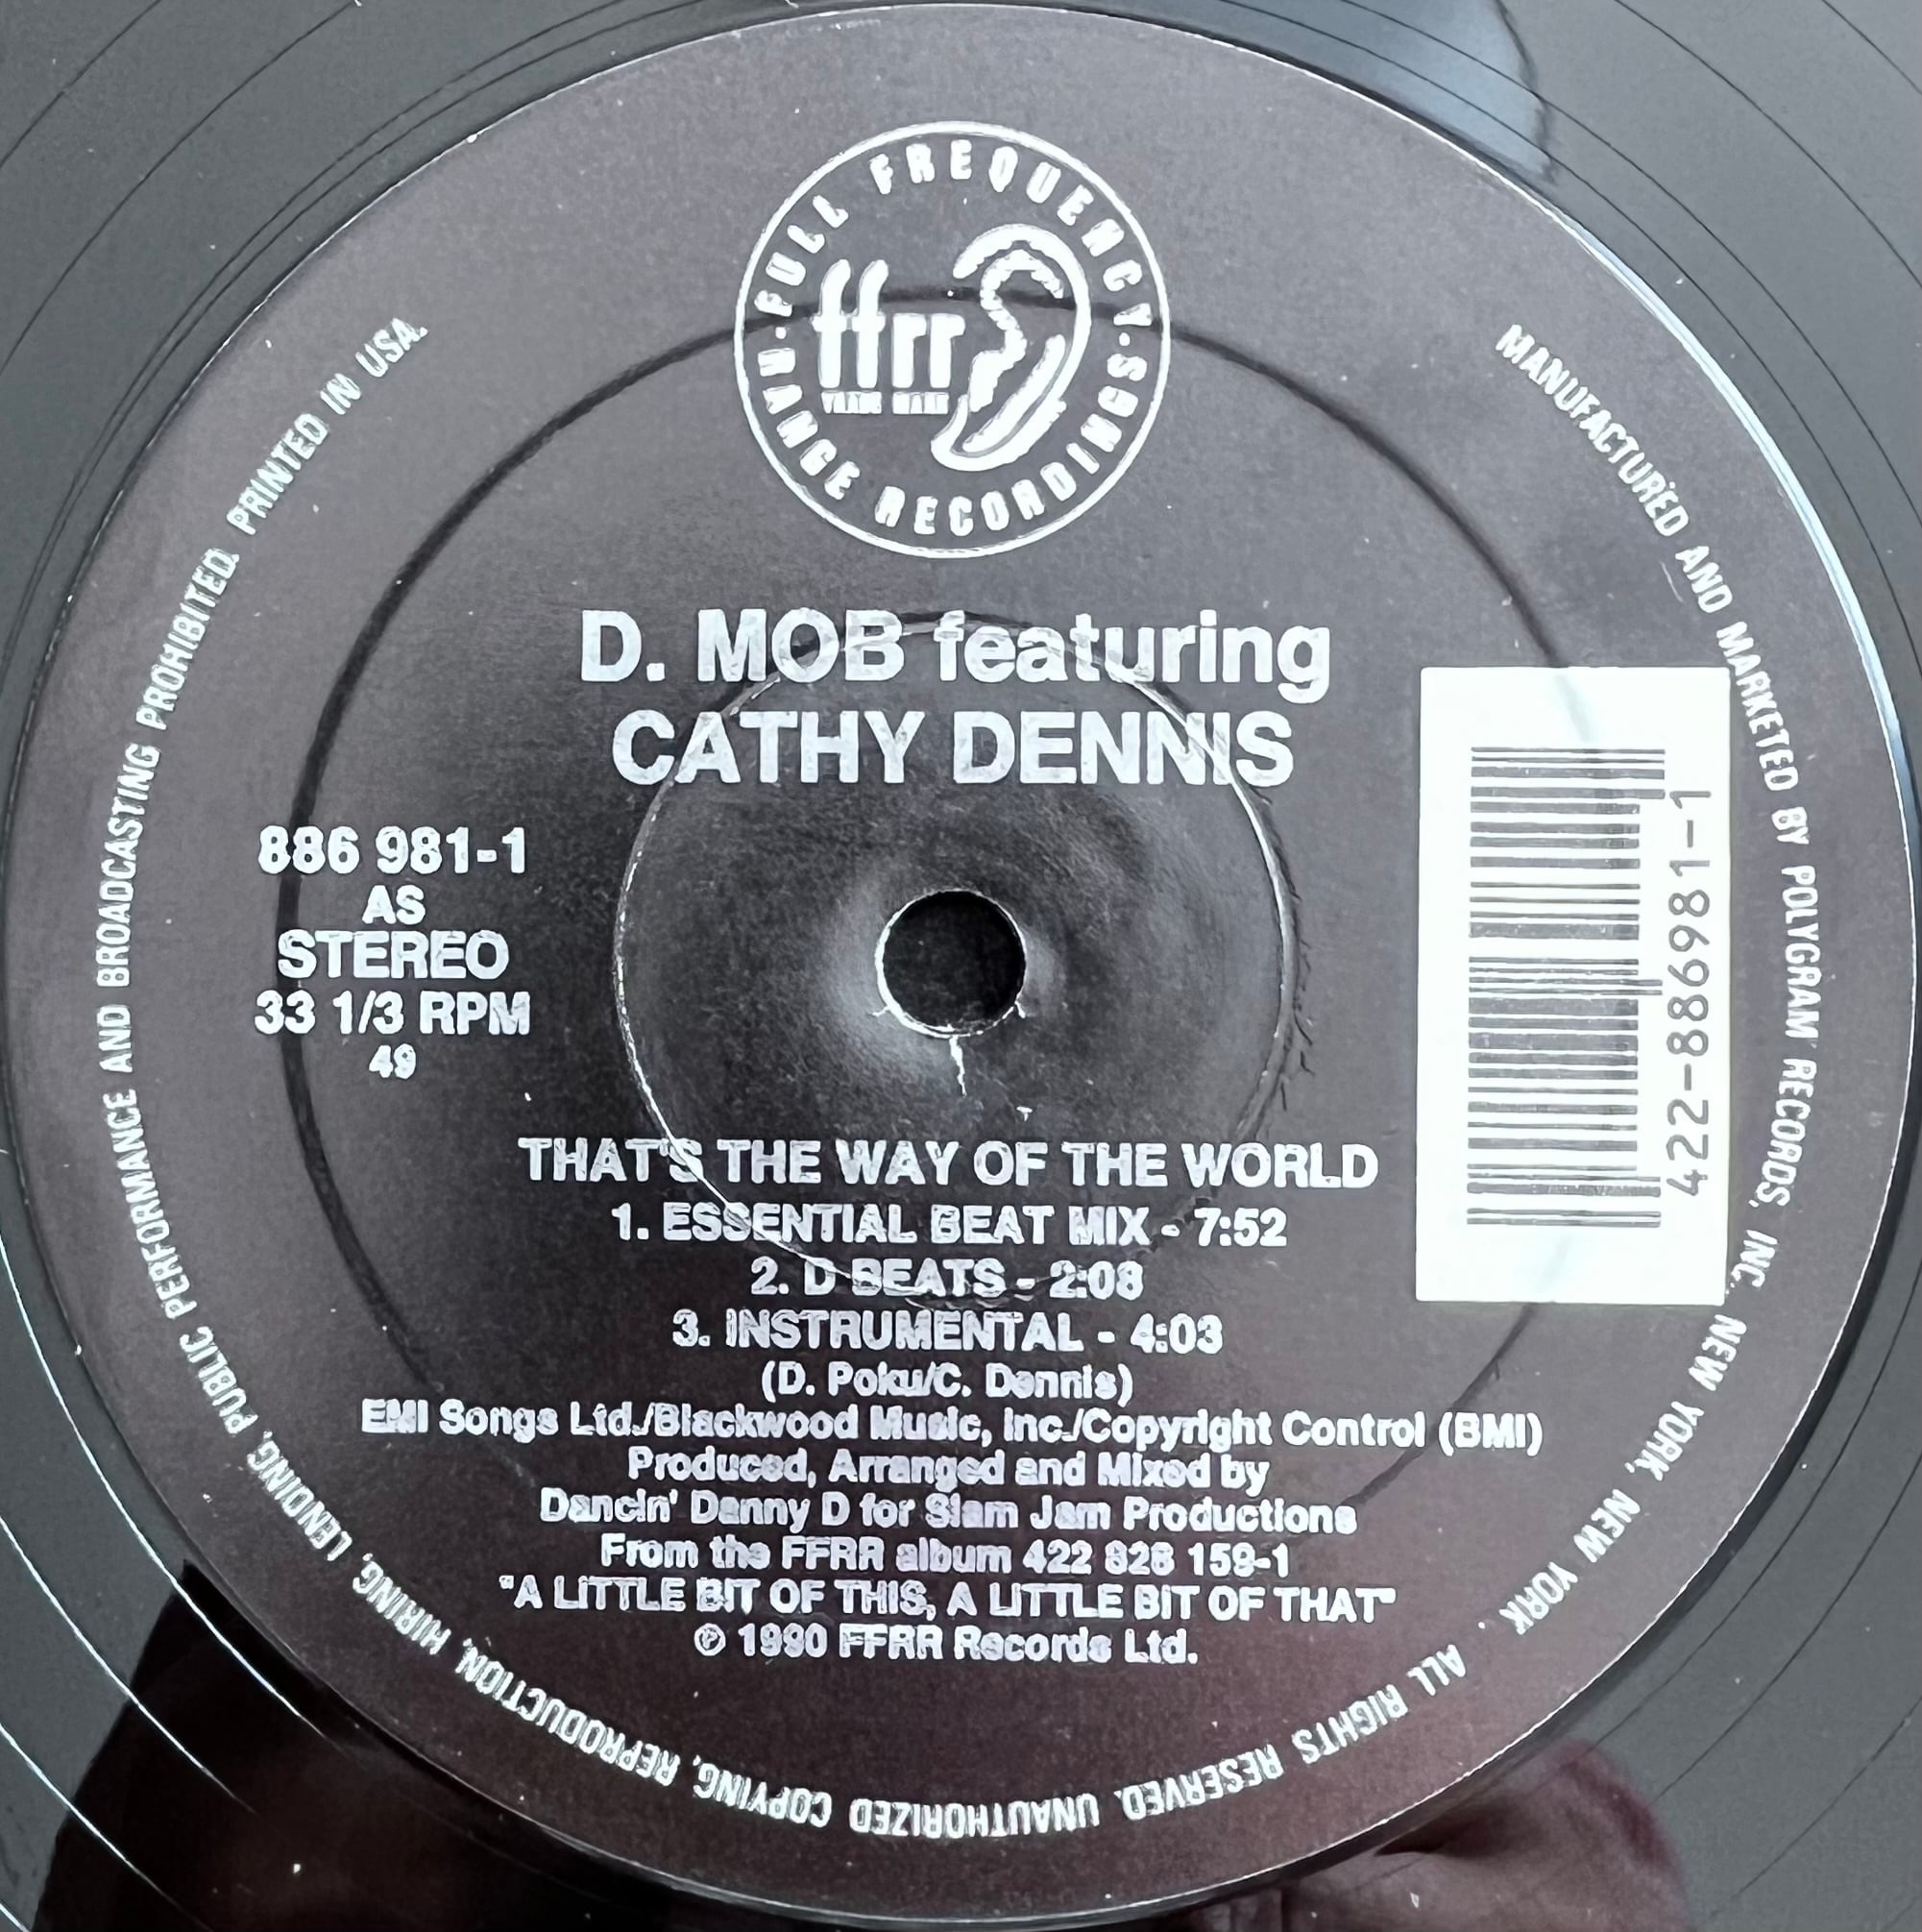 FULL FREQUENCY
ffrr
TRADE MARK
RANGE RECORDINGS
D. MOB featuring
CATHY DENNIS
886 981-1
AS
STEREO
33 1/3 RPM
49
422-886981-1
THAT'S THE WAY OF THE WORLD
1. ESSENTIAL BEAT MIX - 7:52
2. D BEATS - 2:08
3. INSTRUMENTAL - 4:03
(D. Poku/C. Dennis)
EMI Songs Ltd./Blackwood Music, Inc./Copyright Control (BMI)
Produced, Arranged and Mixed by
Dancin' Danny D for Slam Jam Productions
From the FFRR album 422 828 159-1
"A LITTLE BIT OF THIS, A LITTLE BIT OF THAT"
℗ 1990 FFRR Records Ltd.
MANUFACTURED AND MARKETED BY POLYGRAM RECORDS, INC., NEW YORK, NEW YORK. ALL RIGHTS RESERVED. UNAUTHORIZED COPYING, REPRODUCTION, HIRING, LENDING, PUBLIC PERFORMANCE AND BROADCASTING PROHIBITED. PRINTED IN USA.